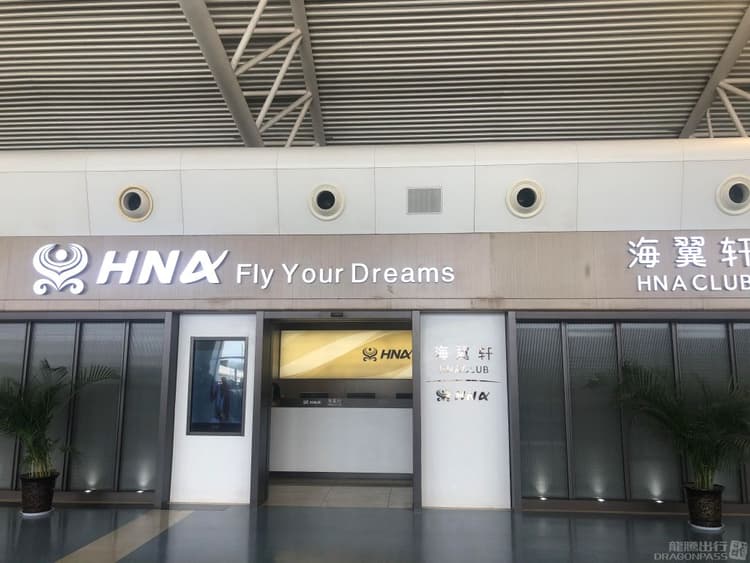 HNA Fly Your Dreams
海翼轩
HNA CLUB
HNA
海翼轩
HNA CLUB
HNA
HNA
龍騰出行
DRAGONPASS